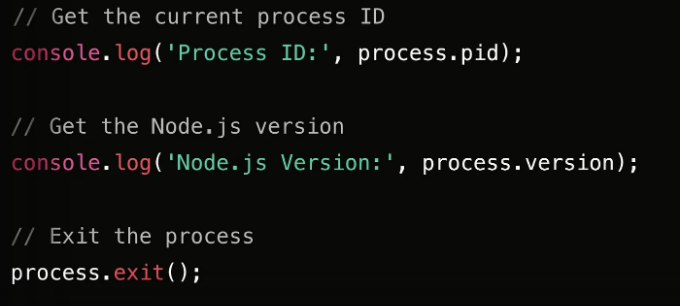 // Get the current process ID
console.log('Process ID:', process.pid);
// Get the Node.js version
console.log('Node.js Version:', process.version);
// Exit the process
process.exit();